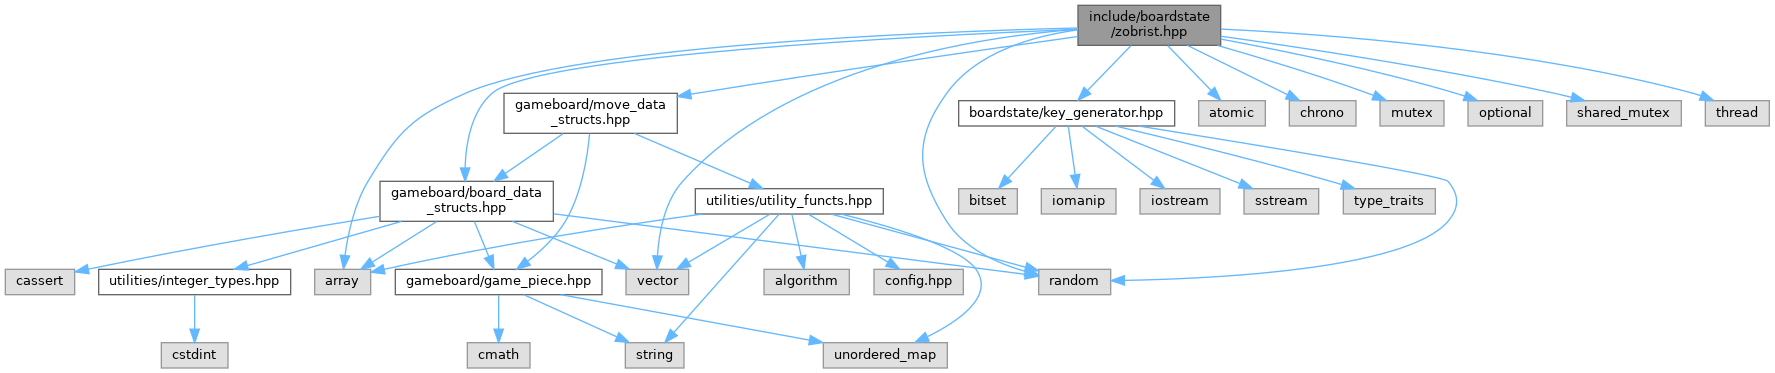 include/boardstate
/zobrist.hpp
gameboard/move_data
_structs.hpp
boardstate/key_generator.hpp
atomic
chrono
mutex
optional
shared_mutex
thread
gameboard/board_data
_structs.hpp
utilities/utility_functs.hpp
bitset
iomanip
iostream
sstream
type_traits
cassert
utilities/integer_types.hpp
array
gameboard/game_piece.hpp
vector
algorithm
config.hpp
random
cstdint
cmath
string
unordered_map